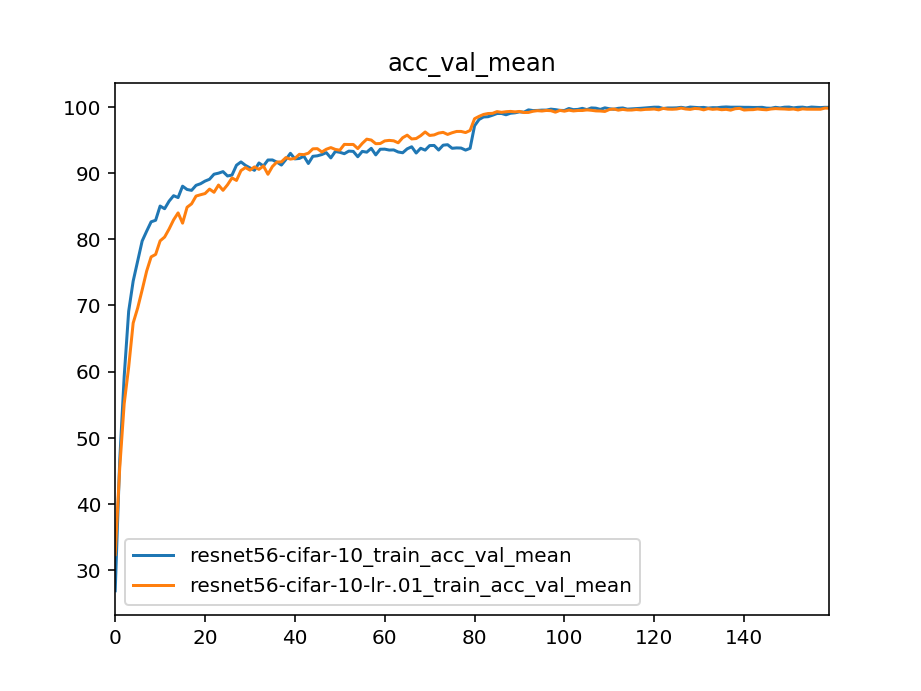 acc_val_mean
100
90
80
70
60
50
40
30
resnet56-cifar-10_train_acc_val_mean
resnet56-cifar-10-lr-.01_train_acc_val_mean
0 20 40 60 80 100 120 140